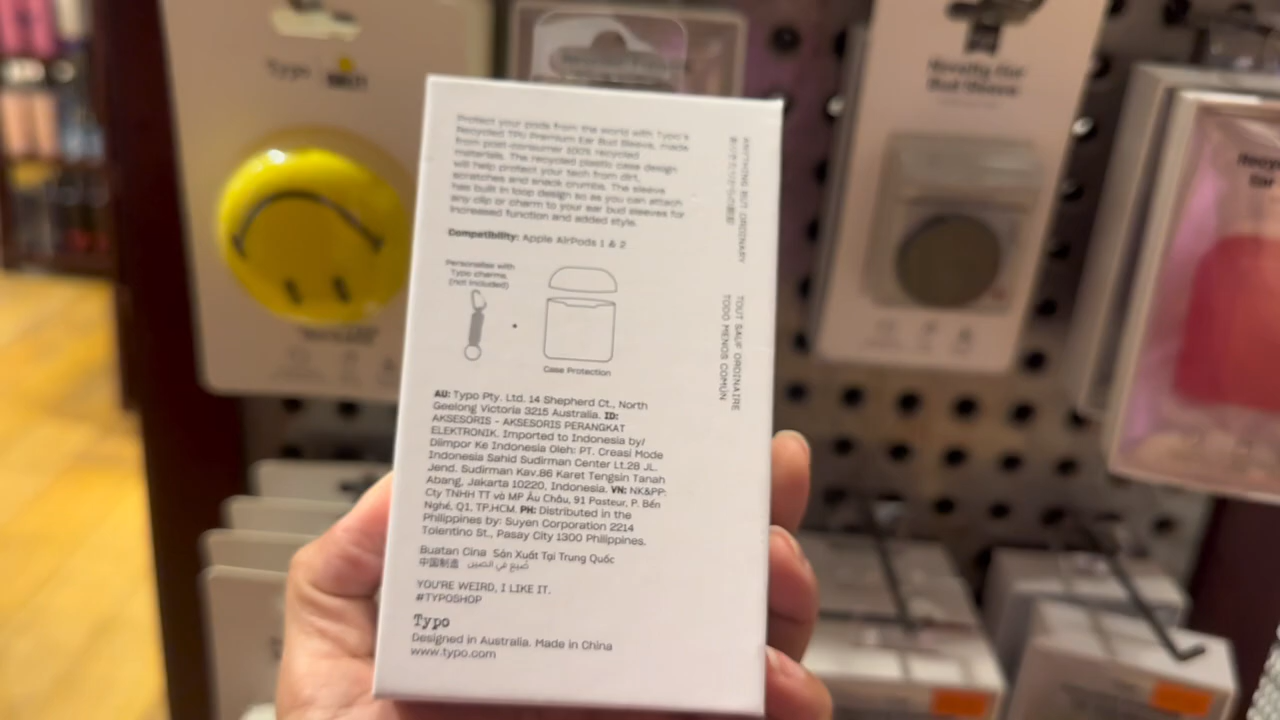 Typo
Novelty Ear
Bud Sleeve
Protect your pods from the world with Typo's
Recycled TPU Premium Ear Bud Sleeve, made
from post-consumer 100% recycled
materials. The recycled plastic case design
will help protect your tech from dirt,
scratches and snack crumbs. The sleeve
has built in loop design so as you can attach
any clip or charm to your ear bud sleeves for
increased function and added style.
Compatibility: Apple AirPods 1 & 2
Personalise with
Typo charms.
(not included)
Case Protection
AU: Typo Pty. Ltd. 14 Shepherd Ct., North
Geelong Victoria 3215 Australia. ID:
AKSESORIS - AKSESORIS PERANGKAT
ELEKTRONIK. Imported to Indonesia by/
Diimpor Ke Indonesia Oleh: PT. Creasi Mode
Indonesia Sahid Sudirman Center Lt.28 JL.
Jend. Sudirman Kav.86 Karet Tengsin Tanah
Abang, Jakarta 10220, Indonesia. VN: NK&PP:
Cty TNHH TT và MP Âu Châu, 91 Pasteur, P. Bến
Nghé, Q1, TP.HCM. PH: Distributed in the
Philippines by: Suyen Corporation 2214
Tolentino St., Pasay City 1300 Philippines.
Buatan Cina Sản Xuất Tại Trung Quốc
中国制造 صنع في الصين
YOU'RE WEIRD, I LIKE IT.
#TYPOSHOP
Typo
Designed in Australia. Made in China
www.typo.com
ANYTHING BUT ORDINARY
TOUT SAUF ORDINAIRE
TODO MENOS COMÚN